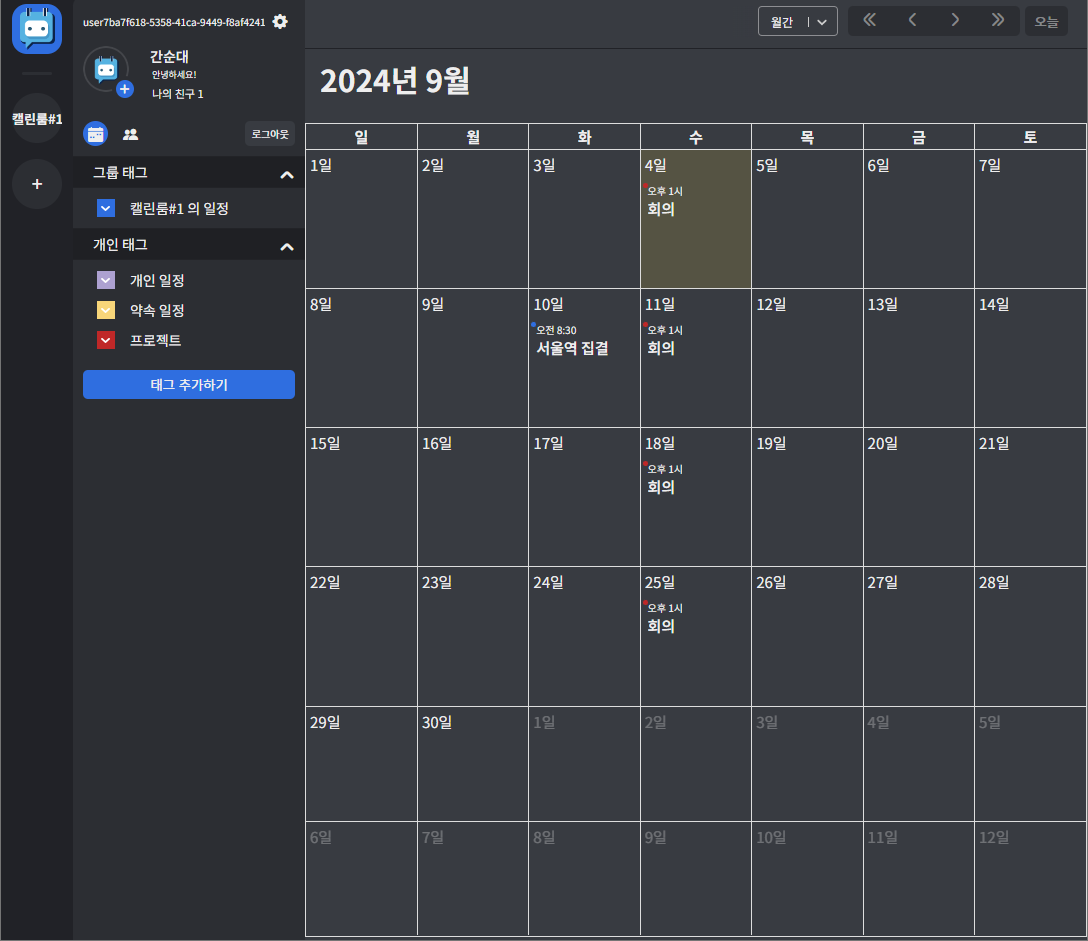 user7ba7f618-5358-41ca-9449-f8af4241
간순대
안녕하세요!
나의 친구 1
로그아웃
캘린룸#1
+
그룹 태그
캘린룸#1 의 일정
개인 태그
개인 일정
약속 일정
프로젝트
태그 추가하기
월간
오늘
2024년 9월
일 월 화 수 목 금 토
1일 2일 3일 4일 5일 6일 7일
오후 1시
회의
8일 9일 10일 11일 12일 13일 14일
오전 8:30 오후 1시
서울역 집결 회의
15일 16일 17일 18일 19일 20일 21일
오후 1시
회의
22일 23일 24일 25일 26일 27일 28일
오후 1시
회의
29일 30일 1일 2일 3일 4일 5일
6일 7일 8일 9일 10일 11일 12일